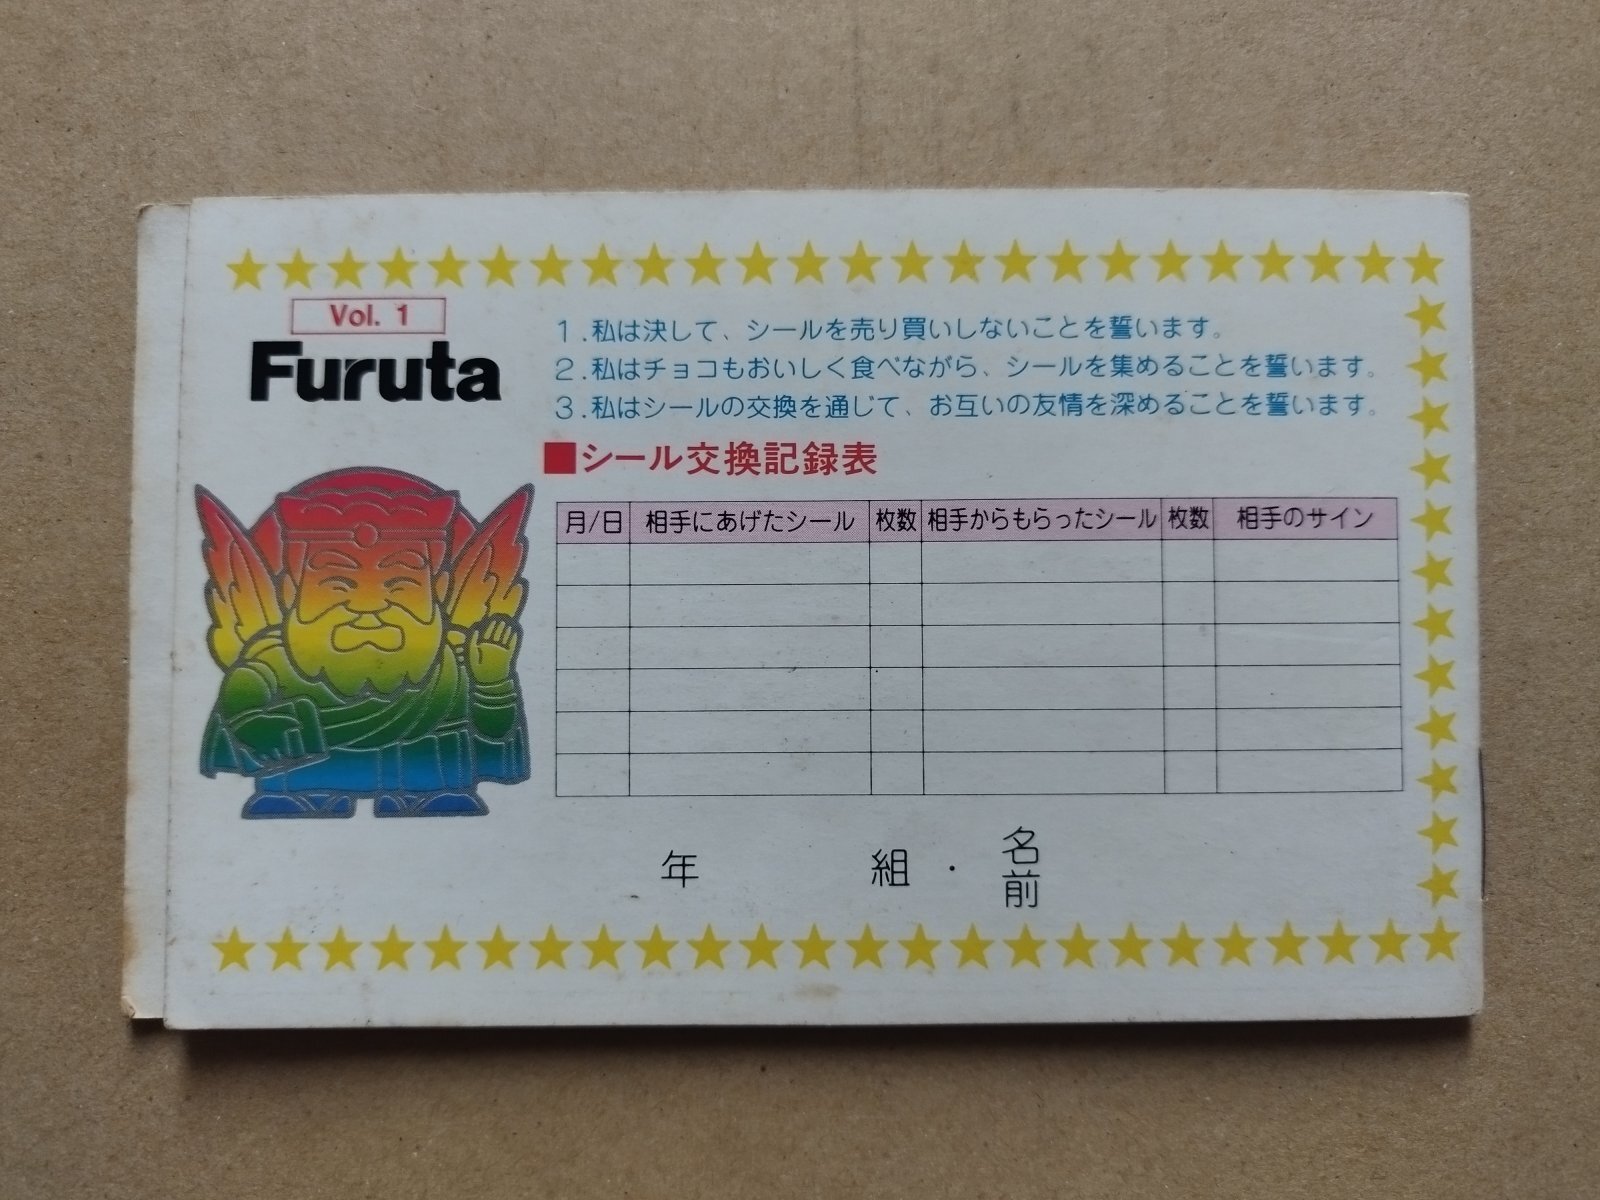 Vol. 1
Furuta
1.私は決して、シールを売り買いしないことを誓います。
2.私はチョコもおいしく食べながら、シールを集めることを誓います。
3.私はシールの交換を通じて、お互いの友情を深めることを誓います。
■シール交換記録表
月/日 相手にあげたシール 枚数 相手からもらったシール 枚数 相手のサイン
年 組・名前